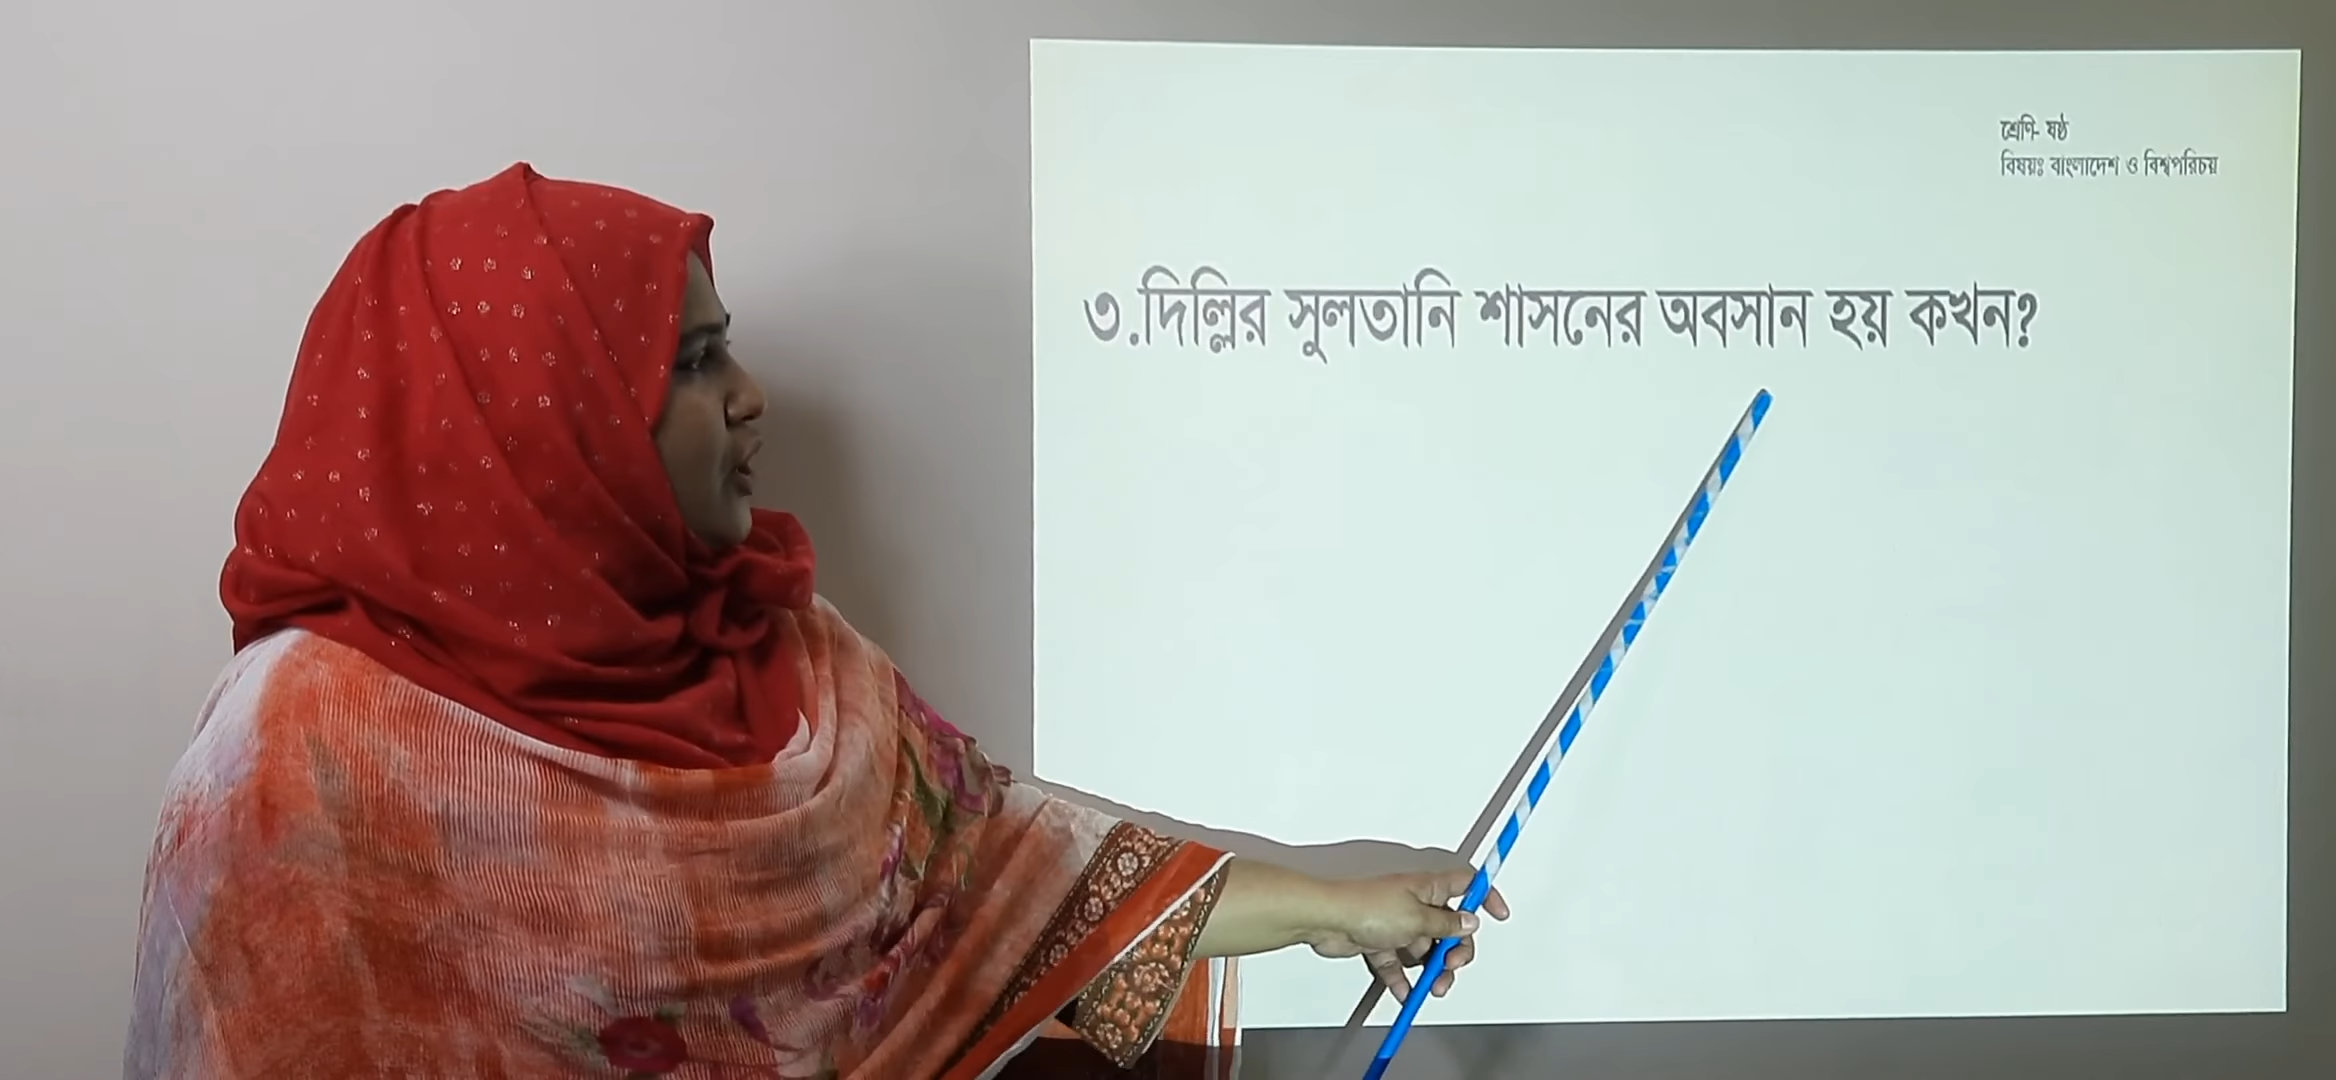 শ্রেণি- ষষ্ঠ
বিষয়ঃ বাংলাদেশ ও বিশ্বপরিচয়
৩.দিল্লির সুলতানি শাসনের অবসান হয় কখন?